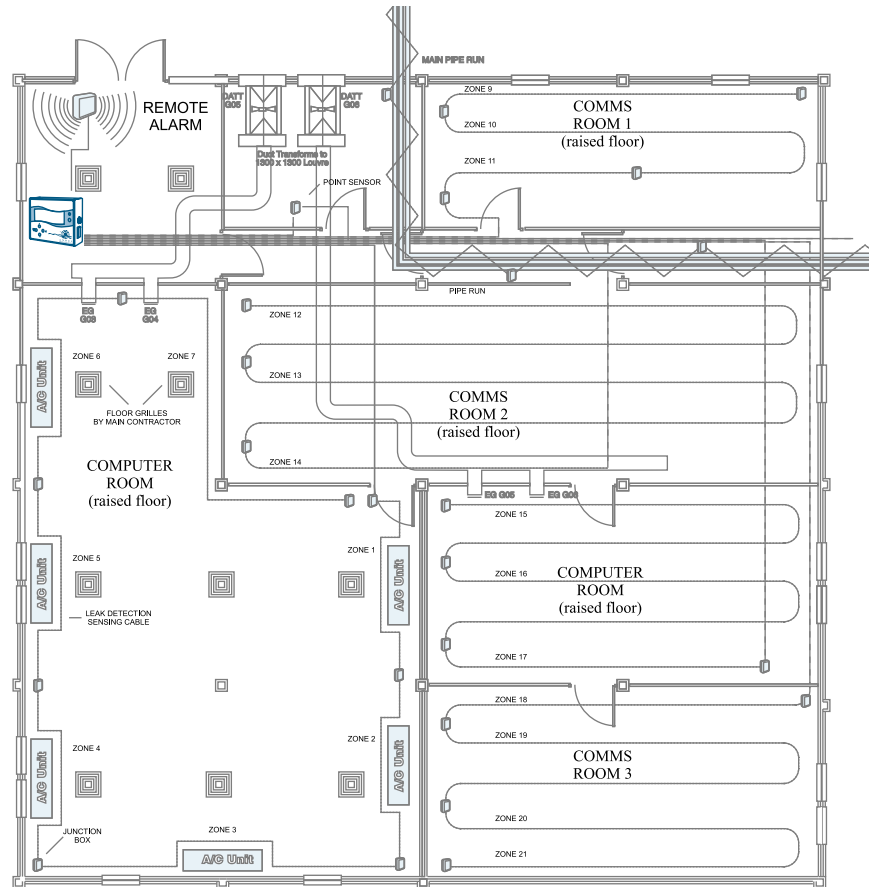 MAIN PIPE RUN
ZONE 9
DATT
G05
DATT
G06
REMOTE
ALARM
COMMS
ROOM 1
(raised floor)
ZONE 10
Duct Transforms to
1300 x 1300 Louvre
ZONE 11
POINT SENSOR
PIPE RUN
EG
G03
EG
G04
ZONE 12
ZONE 6
ZONE 7
A/C Unit
ZONE 13
FLOOR GRILLES
BY MAIN CONTRACTOR
COMMS
ROOM 2
(raised floor)
COMPUTER
ROOM
(raised floor)
ZONE 14
EG G05
EG G06
ZONE 15
ZONE 1
ZONE 5
A/C Unit
A/C Unit
ZONE 16
COMPUTER
ROOM
(raised floor)
LEAK DETECTION
SENSING CABLE
ZONE 17
ZONE 18
ZONE 2
ZONE 4
A/C Unit
A/C Unit
ZONE 19
COMMS
ROOM 3
ZONE 20
ZONE 3
JUNCTION
BOX
A/C Unit
ZONE 21